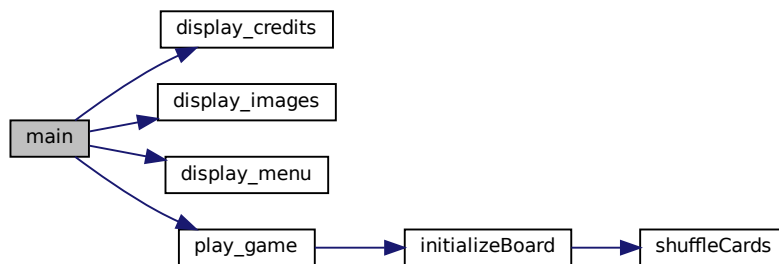 display_credits
display_images
main
display_menu
play_game
initializeBoard
shuffleCards